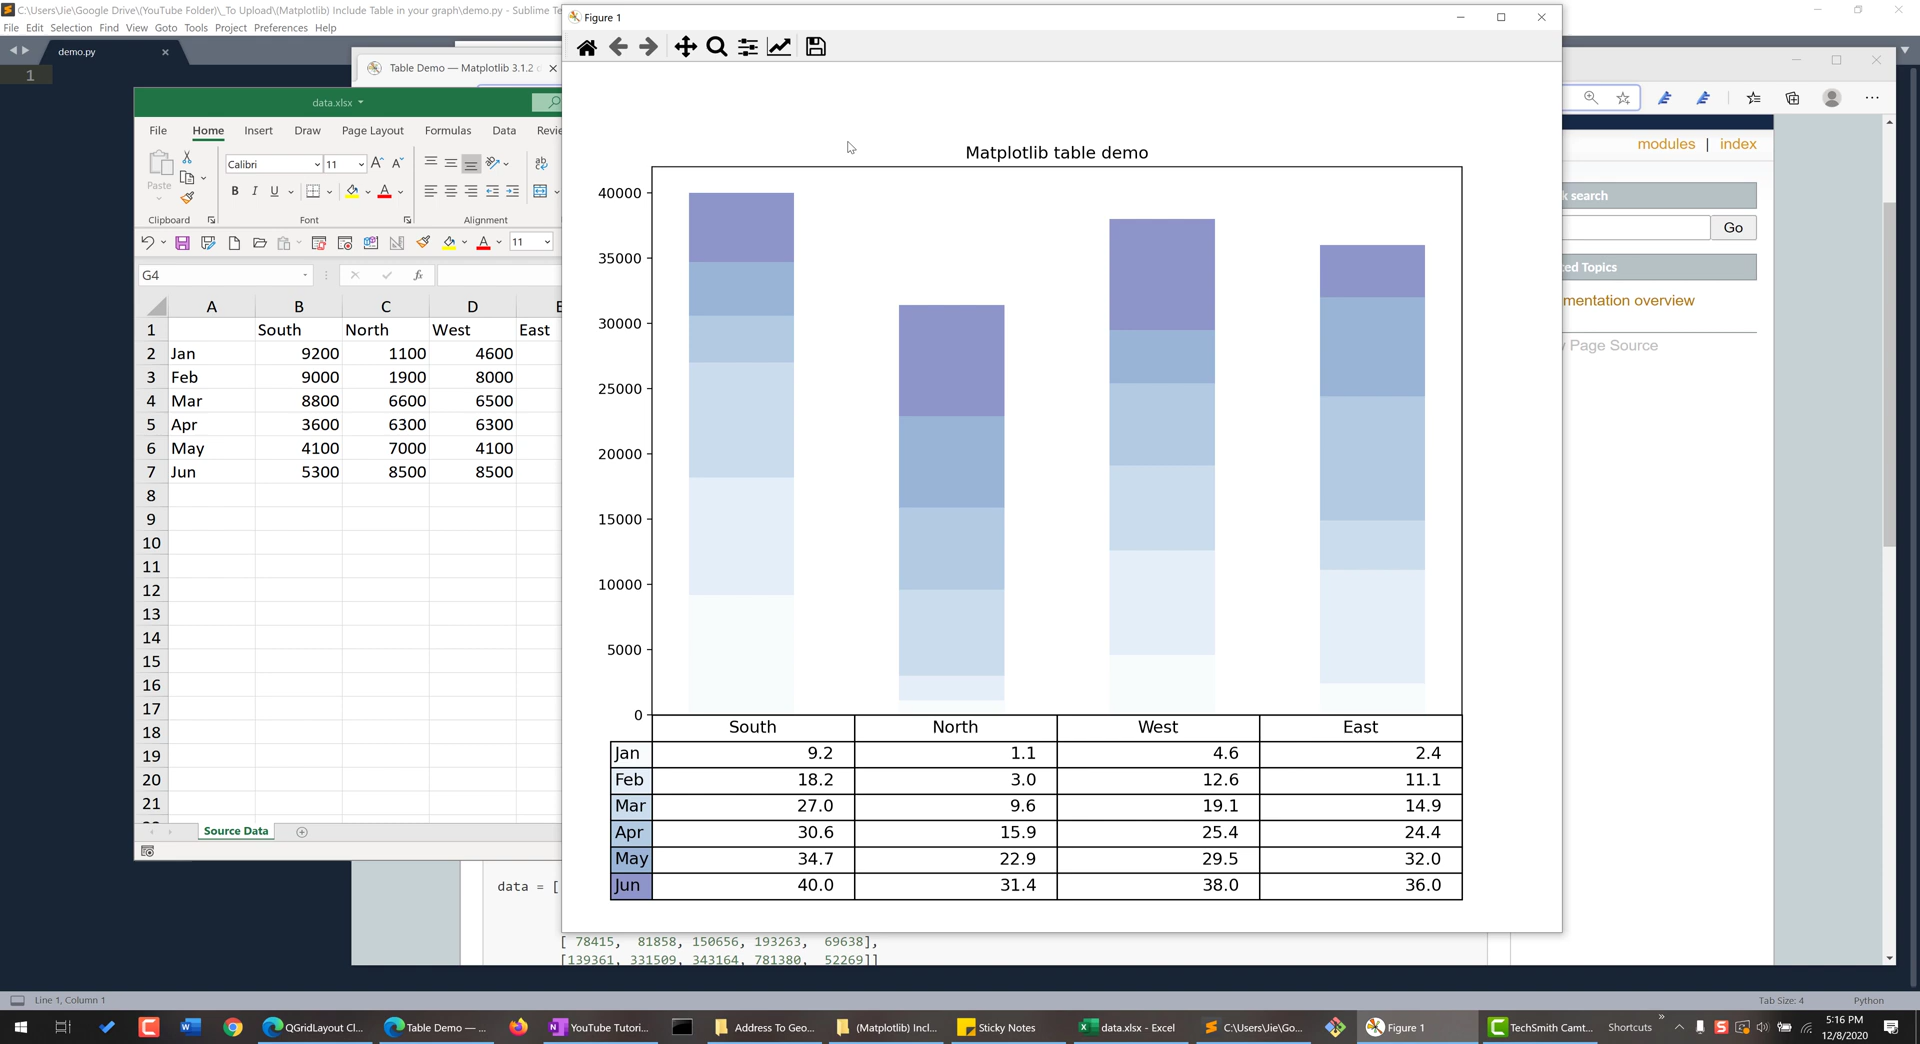 C:\Users\Jie\Google Drive\(YouTube Folder)\_To Upload\(Matplotlib) Include Table in your graph\demo.py - Sublime Te
File Edit Selection Find View Goto Tools Project Preferences Help
demo.py
1
Table Demo — Matplotlib 3.1.2
data.xlsx
File Home Insert Draw Page Layout Formulas Data Revie
Paste
Calibri 11
Clipboard Font Alignment
11
G4
A B C D
1 South North West East
2 Jan 9200 1100 4600
3 Feb 9000 1900 8000
4 Mar 8800 6600 6500
5 Apr 3600 6300 6300
6 May 4100 7000 4100
7 Jun 5300 8500 8500
8
9
10
11
12
13
14
15
16
17
18
19
20
21
Source Data
Figure 1
Matplotlib table demo
40000
35000
30000
25000
20000
15000
10000
5000
0
South North West East
Jan 9.2 1.1 4.6 2.4
Feb 18.2 3.0 12.6 11.1
Mar 27.0 9.6 19.1 14.9
Apr 30.6 15.9 25.4 24.4
May 34.7 22.9 29.5 32.0
Jun 40.0 31.4 38.0 36.0
modules | index
k search
Go
ed Topics
mentation overview
Page Source
data = [
[ 78415, 81858, 150656, 193263, 69638],
[139361, 331509, 343164, 781380, 52269]]
Line 1, Column 1
Tab Size: 4 Python
QGridLayout Cl...
Table Demo — ...
YouTube Tutori...
Address To Geo...
(Matplotlib) Incl...
Sticky Notes
data.xlsx - Excel
C:\Users\Jie\Go...
Figure 1
TechSmith Camt...
Shortcuts
5:16 PM
12/8/2020